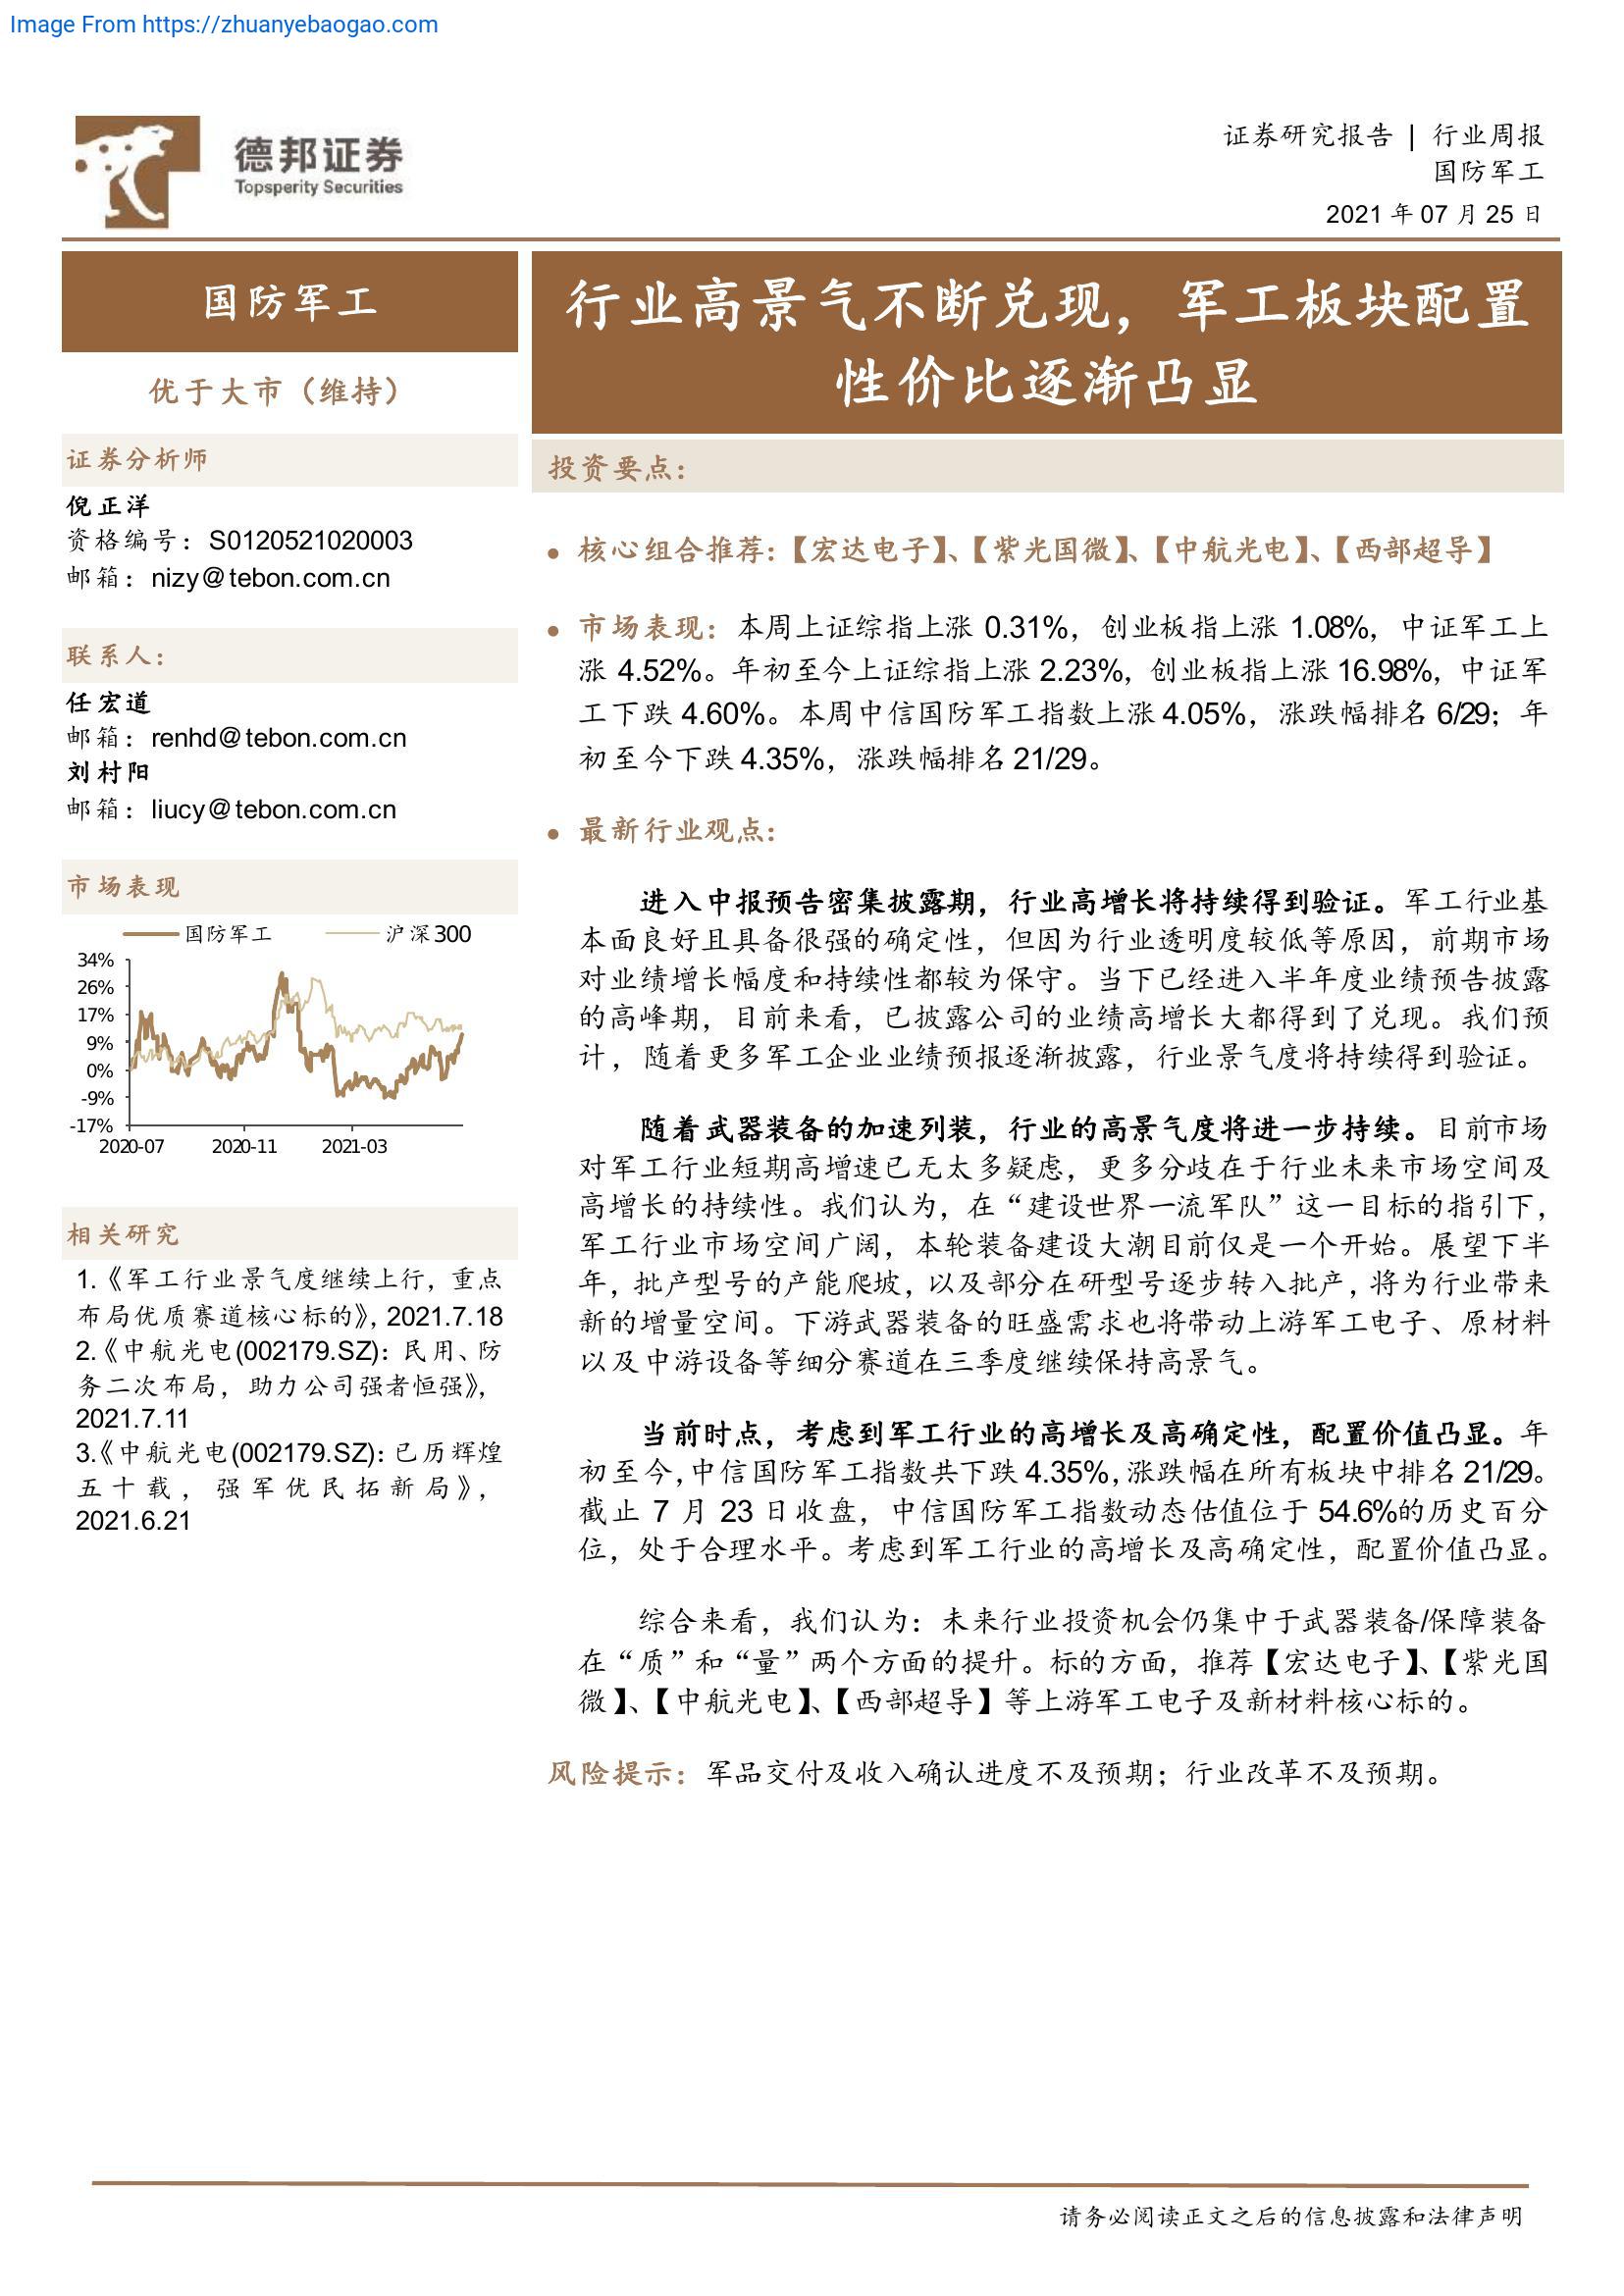 Image From https://zhuanyebaogao.com
德邦证券
Topsperity Securities
证券研究报告 | 行业周报
国防军工
2021 年 07 月 25 日
国防军工
优于大市（维持）
证券分析师
倪正洋
资格编号：S0120521020003
邮箱：nizy@tebon.com.cn
联系人：
任宏道
邮箱：renhd@tebon.com.cn
刘村阳
邮箱：liucy@tebon.com.cn
市场表现
国防军工 沪深300
34%
26%
17%
9%
0%
-9%
-17%
2020-07 2020-11 2021-03
相关研究
1.《军工行业景气度继续上行，重点
布局优质赛道核心标的》，2021.7.18
2.《中航光电(002179.SZ)：民用、防
务二次布局，助力公司强者恒强》，
2021.7.11
3.《中航光电(002179.SZ)：已历辉煌
五十载，强军优民拓新局》，
2021.6.21
行业高景气不断兑现，军工板块配置
性价比逐渐凸显
投资要点：
● 核心组合推荐：【宏达电子】、【紫光国微】、【中航光电】、【西部超导】
● 市场表现：本周上证综指上涨 0.31%，创业板指上涨 1.08%，中证军工上
涨 4.52%。年初至今上证综指上涨 2.23%，创业板指上涨 16.98%，中证军
工下跌 4.60%。本周中信国防军工指数上涨 4.05%，涨跌幅排名 6/29；年
初至今下跌 4.35%，涨跌幅排名 21/29。
● 最新行业观点：
进入中报预告密集披露期，行业高增长将持续得到验证。军工行业基
本面良好且具备很强的确定性，但因为行业透明度较低等原因，前期市场
对业绩增长幅度和持续性都较为保守。当下已经进入半年度业绩预告披露
的高峰期，目前来看，已披露公司的业绩高增长大都得到了兑现。我们预
计，随着更多军工企业业绩预报逐渐披露，行业景气度将持续得到验证。
随着武器装备的加速列装，行业的高景气度将进一步持续。目前市场
对军工行业短期高增速已无太多疑虑，更多分歧在于行业未来市场空间及
高增长的持续性。我们认为，在“建设世界一流军队”这一目标的指引下，
军工行业市场空间广阔，本轮装备建设大潮目前仅是一个开始。展望下半
年，批产型号的产能爬坡，以及部分在研型号逐步转入批产，将为行业带来
新的增量空间。下游武器装备的旺盛需求也将带动上游军工电子、原材料
以及中游设备等细分赛道在三季度继续保持高景气。
当前时点，考虑到军工行业的高增长及高确定性，配置价值凸显。年
初至今，中信国防军工指数共下跌 4.35%，涨跌幅在所有板块中排名 21/29。
截止 7 月 23 日收盘，中信国防军工指数动态估值位于 54.6%的历史百分
位，处于合理水平。考虑到军工行业的高增长及高确定性，配置价值凸显。
综合来看，我们认为：未来行业投资机会仍集中于武器装备/保障装备
在“质”和“量”两个方面的提升。标的方面，推荐【宏达电子】、【紫光国
微】、【中航光电】、【西部超导】等上游军工电子及新材料核心标的。
风险提示：军品交付及收入确认进度不及预期；行业改革不及预期。
请务必阅读正文之后的信息披露和法律声明